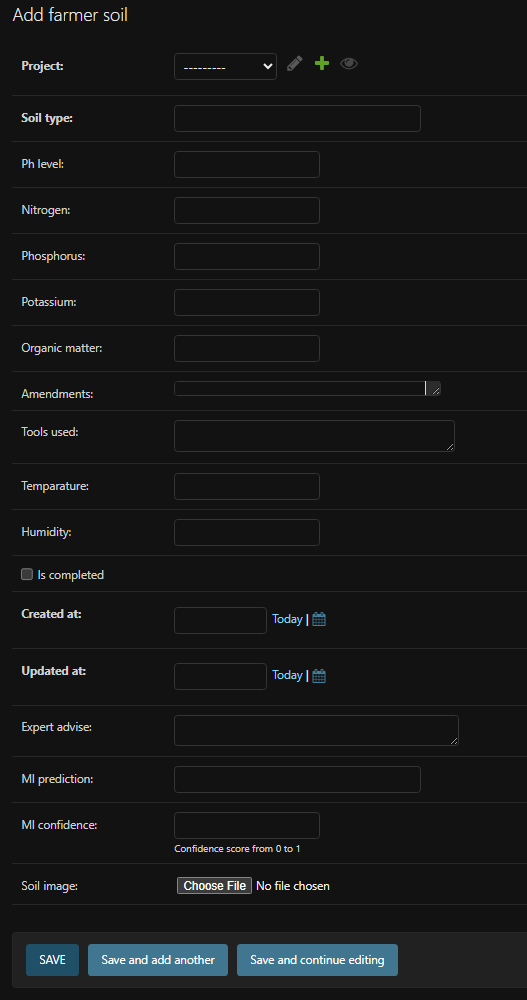 Add farmer soil
Project: ---------
Soil type:
Ph level:
Nitrogen:
Phosphorus:
Potassium:
Organic matter:
Amendments:
Tools used:
Temparature:
Humidity:
Is completed
Created at: Today |
Updated at: Today |
Expert advise:
Ml prediction:
Ml confidence:
Confidence score from 0 to 1
Soil image: Choose File No file chosen
SAVE Save and add another Save and continue editing